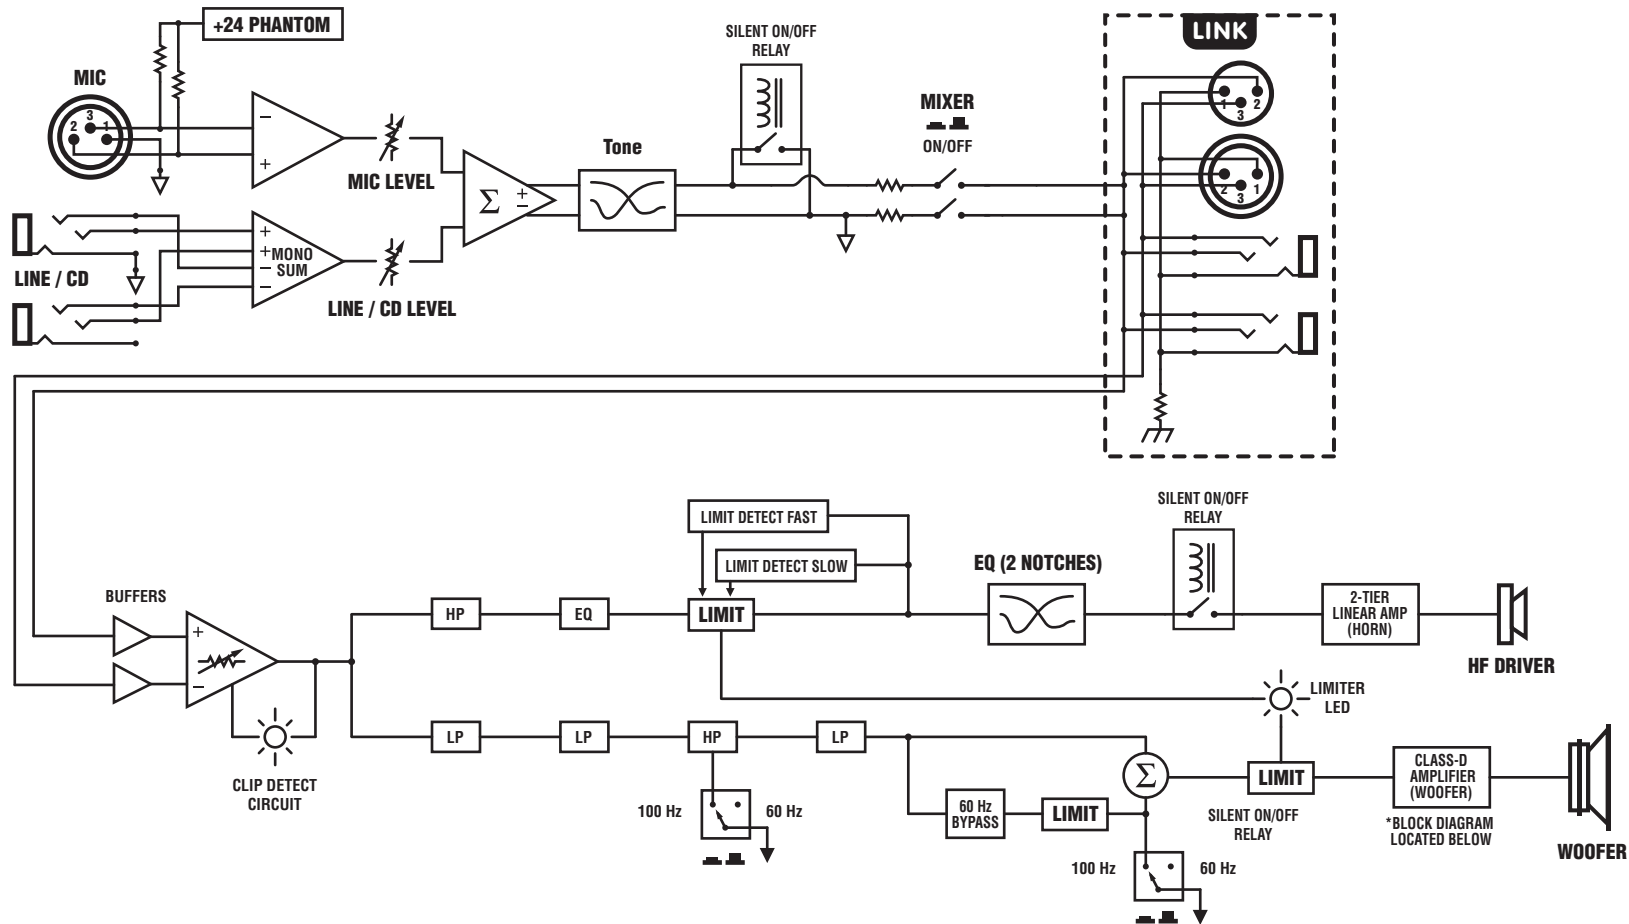 +24 PHANTOM
MIC
3
2
1
−
+
MIC LEVEL
LINE / CD
+
+
−
−
MONO
SUM
LINE / CD LEVEL
Σ
+
−
Tone
SILENT ON/OFF
RELAY
MIXER
ON/OFF
LINK
1
2
3
2
1
3
BUFFERS
+
−
CLIP DETECT
CIRCUIT
HP
EQ
LIMIT DETECT FAST
LIMIT DETECT SLOW
LIMIT
EQ (2 NOTCHES)
SILENT ON/OFF
RELAY
2-TIER
LINEAR AMP
(HORN)
HF DRIVER
LIMITER
LED
LP
LP
HP
LP
100 Hz
60 Hz
60 Hz
BYPASS
LIMIT
Σ
100 Hz
60 Hz
LIMIT
SILENT ON/OFF
RELAY
CLASS-D
AMPLIFIER
(WOOFER)
*BLOCK DIAGRAM
LOCATED BELOW
WOOFER